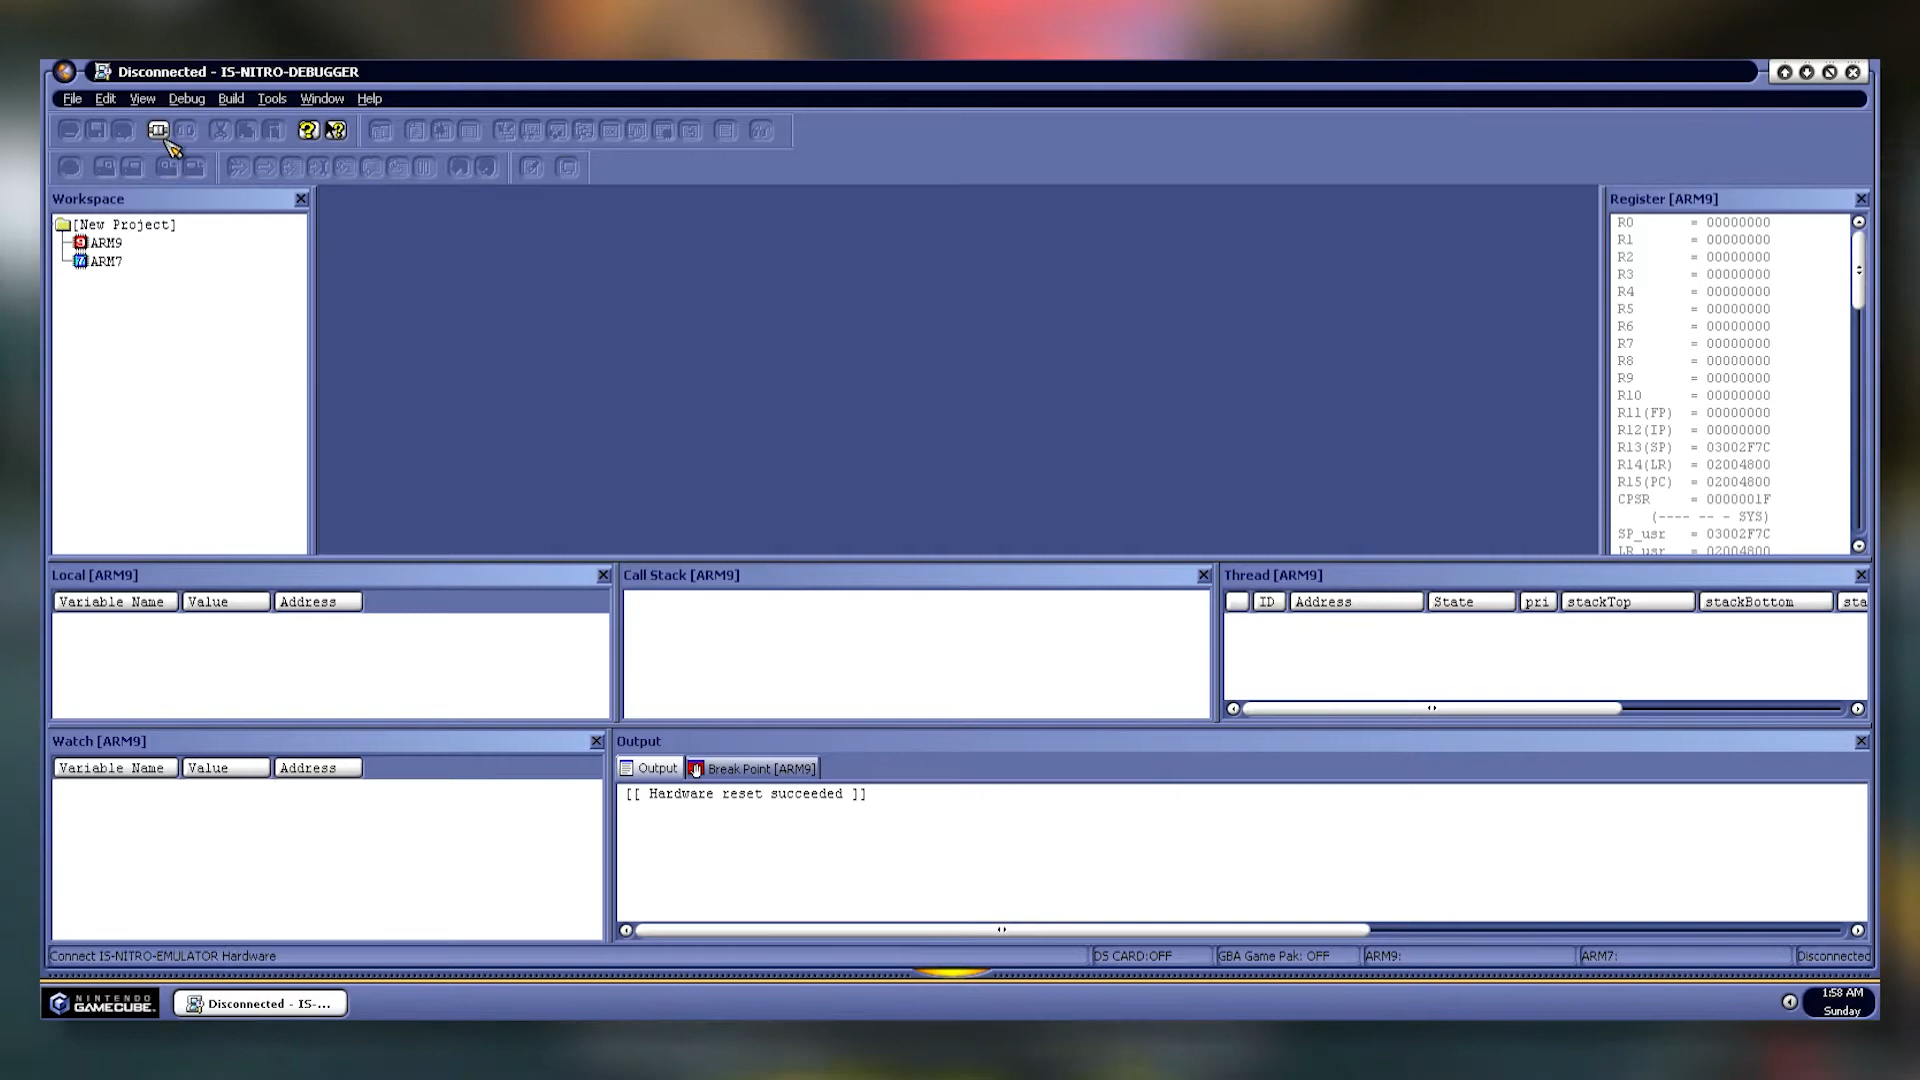 Disconnected - IS-NITRO-DEBUGGER
File Edit View Debug Build Tools Window Help
Workspace
[New Project]
9 ARM9
7 ARM7
Register [ARM9]
R0 = 00000000
R1 = 00000000
R2 = 00000000
R3 = 00000000
R4 = 00000000
R5 = 00000000
R6 = 00000000
R7 = 00000000
R8 = 00000000
R9 = 00000000
R10 = 00000000
R11(FP) = 00000000
R12(IP) = 00000000
R13(SP) = 03002F7C
R14(LR) = 02004800
R15(PC) = 02004800
CPSR = 0000001F
(---- -- - SYS)
SP_usr = 03002F7C
LR_usr = 02004800
Local [ARM9]
Variable Name Value Address
Call Stack [ARM9]
Thread [ARM9]
ID Address State pri stackTop stackBottom sta
Watch [ARM9]
Variable Name Value Address
Output
Output Break Point [ARM9]
[[ Hardware reset succeeded ]]
Connect IS-NITRO-EMULATOR Hardware
DS CARD:OFF
GBA Game Pak: OFF
ARM9:
ARM7:
Disconnected
NINTENDO
GAMECUBE.
Disconnected - IS-...
1:58 AM
Sunday